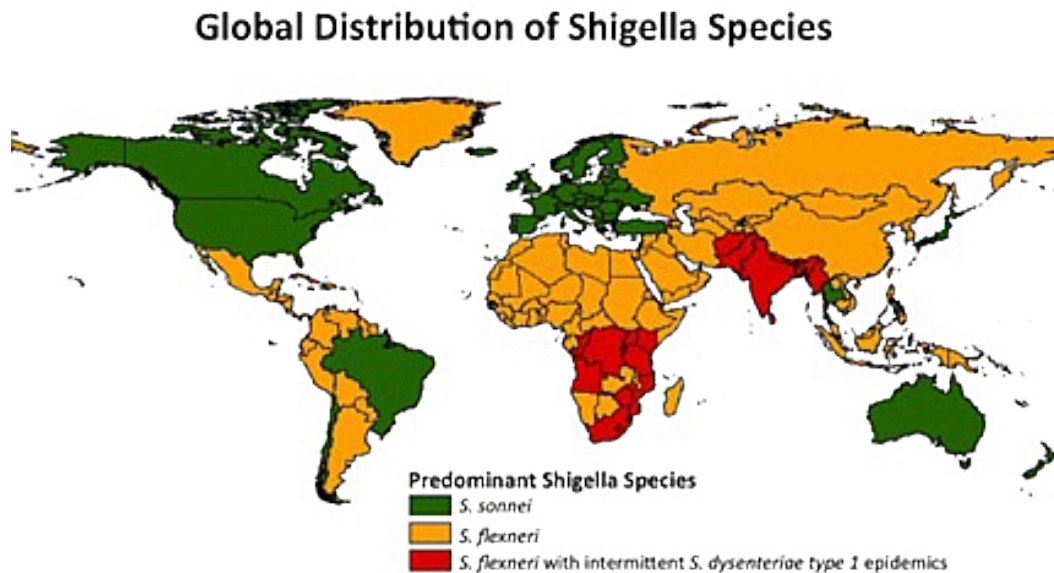 Global Distribution of Shigella Species
Predominant Shigella Species
S. sonnei
S. flexneri
S. flexneri with intermittent S. dysenteriae type 1 epidemics